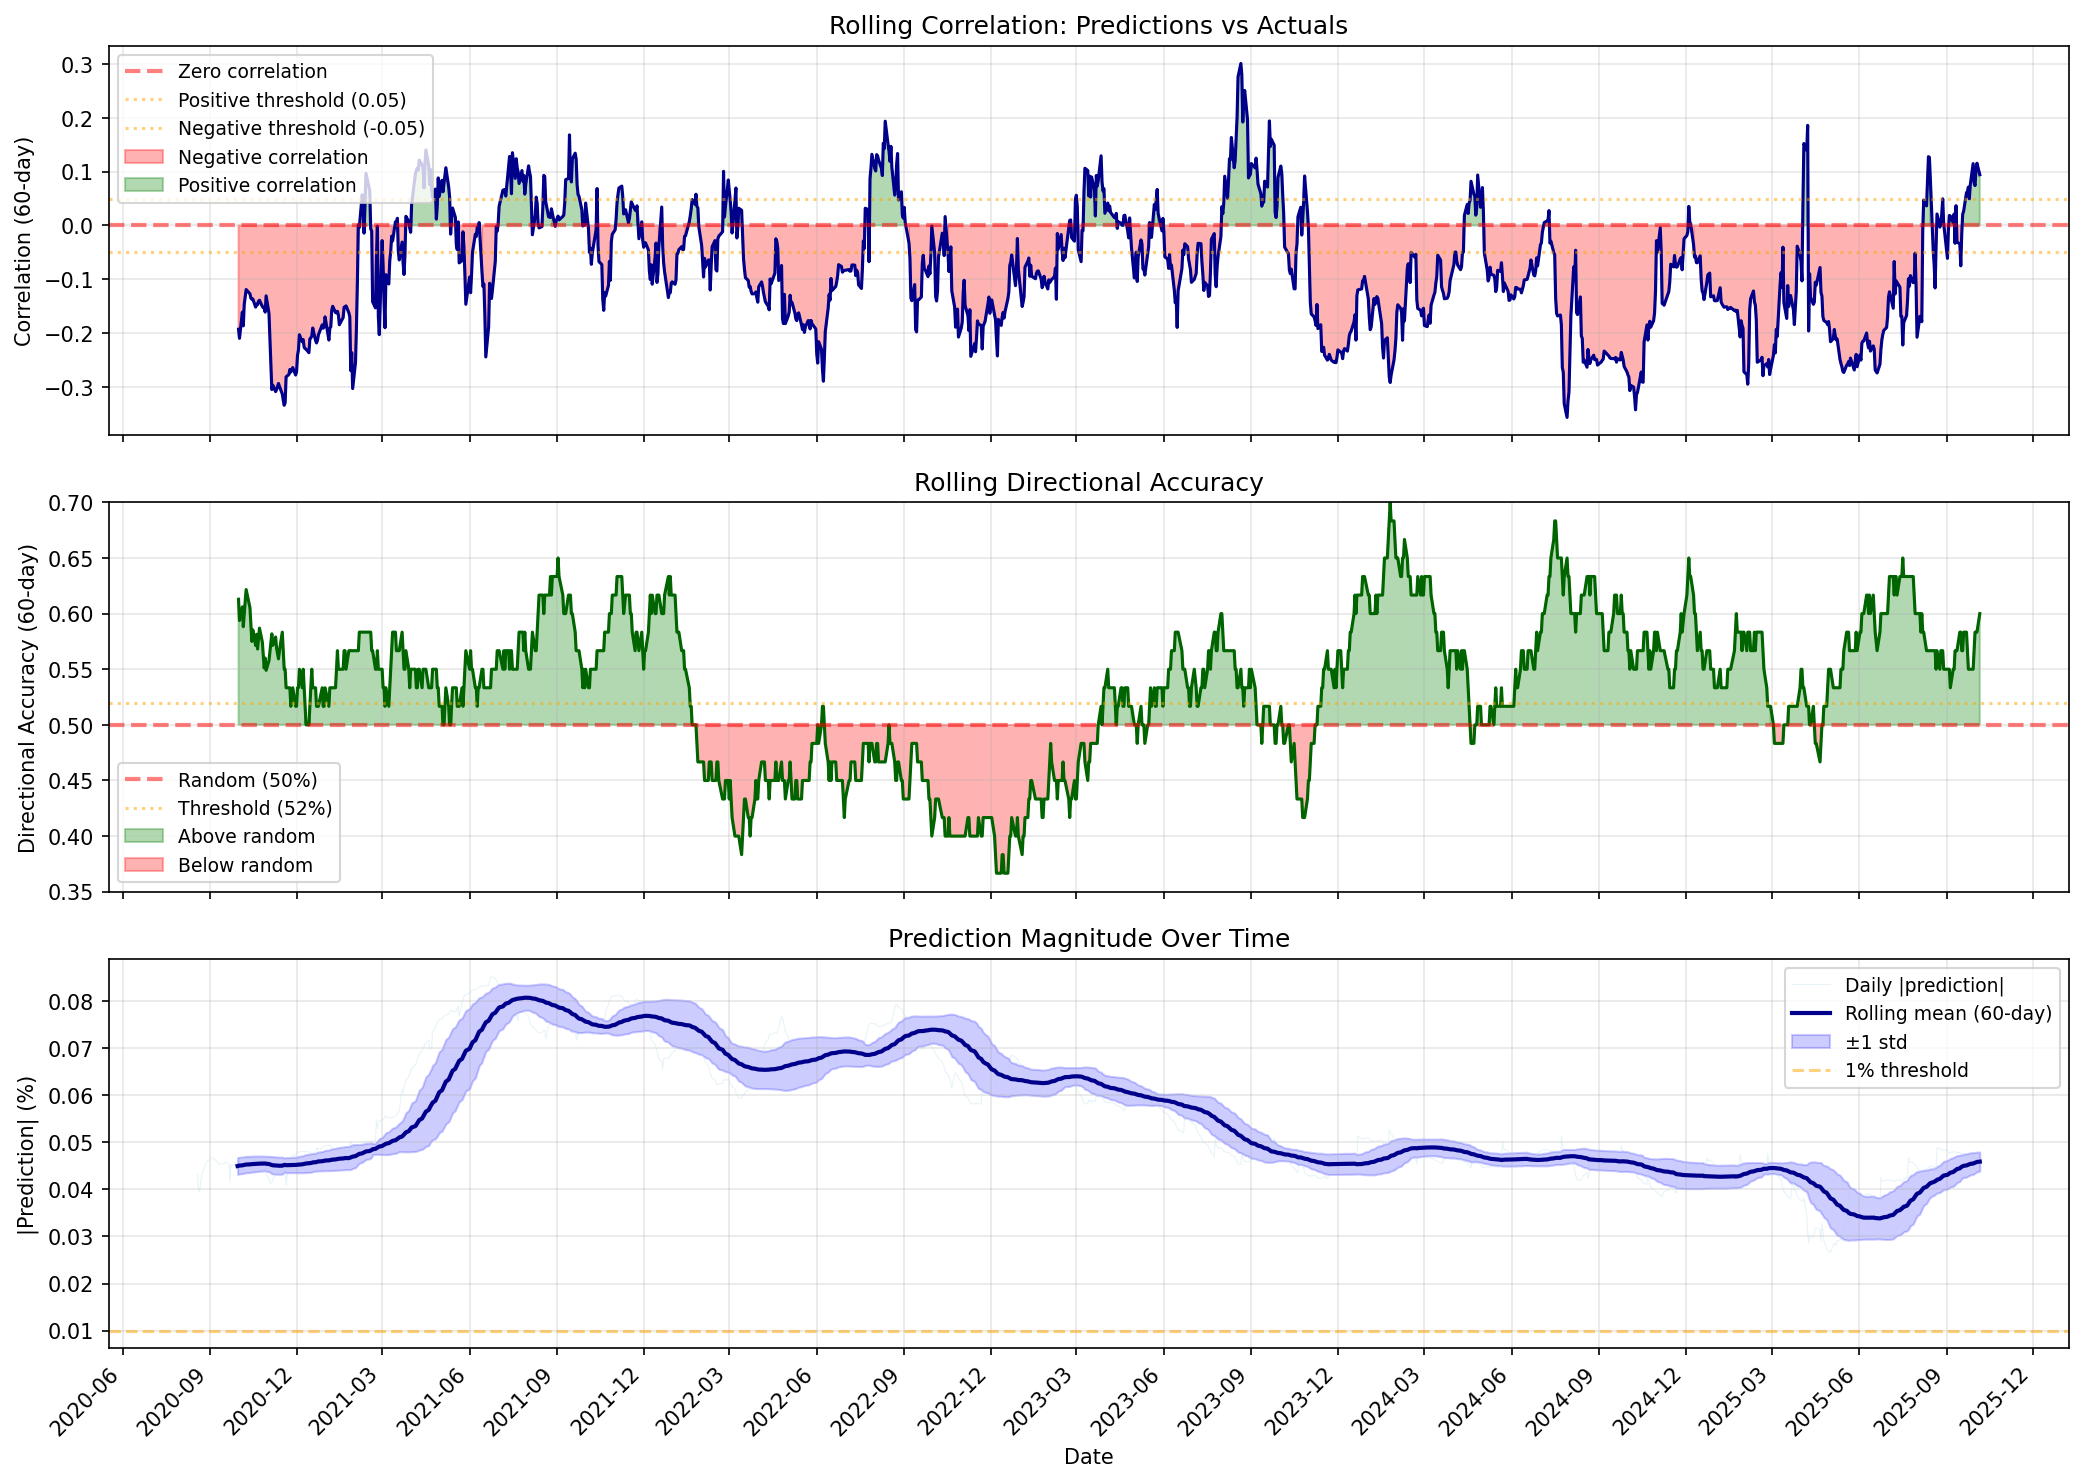 Rolling Correlation: Predictions vs Actuals
Correlation (60-day)
0.3
0.2
0.1
0.0
−0.1
−0.2
−0.3
Zero correlation
Positive threshold (0.05)
Negative threshold (-0.05)
Negative correlation
Positive correlation
Rolling Directional Accuracy
Directional Accuracy (60-day)
0.70
0.65
0.60
0.55
0.50
0.45
0.40
0.35
Random (50%)
Threshold (52%)
Above random
Below random
Prediction Magnitude Over Time
|Prediction| (%)
0.08
0.07
0.06
0.05
0.04
0.03
0.02
0.01
Daily |prediction|
Rolling mean (60-day)
±1 std
1% threshold
2020-06
2020-09
2020-12
2021-03
2021-06
2021-09
2021-12
2022-03
2022-06
2022-09
2022-12
2023-03
2023-06
2023-09
2023-12
2024-03
2024-06
2024-09
2024-12
2025-03
2025-06
2025-09
2025-12
Date